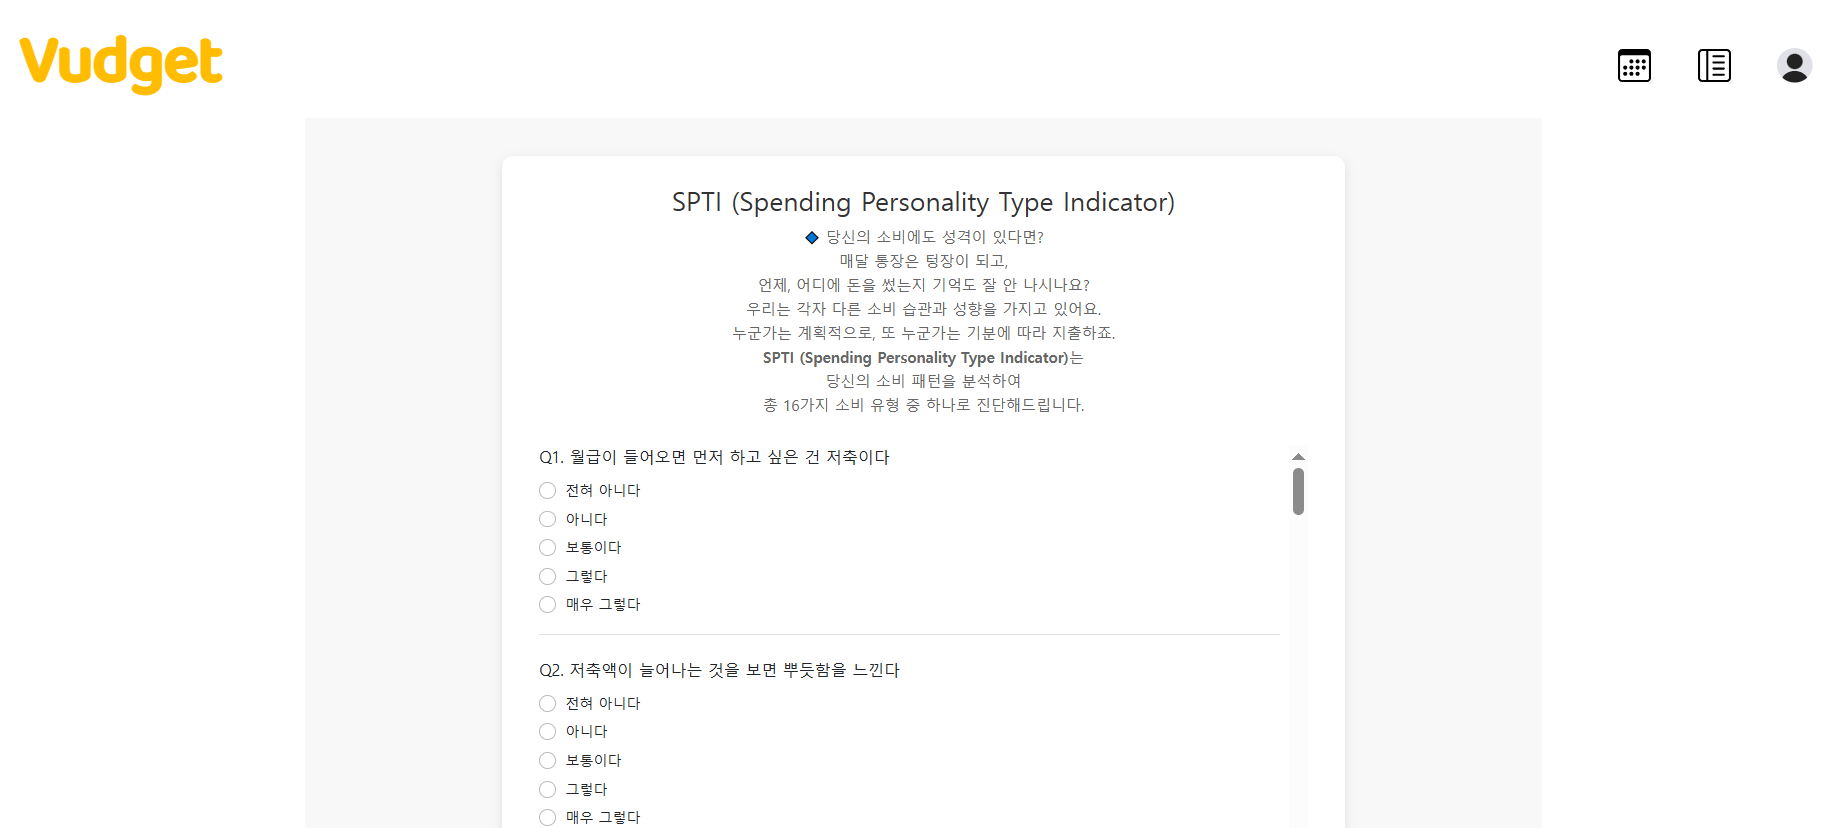 Vudget
SPTI (Spending Personality Type Indicator)
당신의 소비에도 성격이 있다면?
매달 통장은 텅장이 되고,
언제, 어디에 돈을 썼는지 기억도 잘 안 나시나요?
우리는 각자 다른 소비 습관과 성향을 가지고 있어요.
누군가는 계획적으로, 또 누군가는 기분에 따라 지출하죠.
SPTI (Spending Personality Type Indicator)는
당신의 소비 패턴을 분석하여
총 16가지 소비 유형 중 하나로 진단해드립니다.
Q1. 월급이 들어오면 먼저 하고 싶은 건 저축이다
전혀 아니다
아니다
보통이다
그렇다
매우 그렇다
Q2. 저축액이 늘어나는 것을 보면 뿌듯함을 느낀다
전혀 아니다
아니다
보통이다
그렇다
매우 그렇다